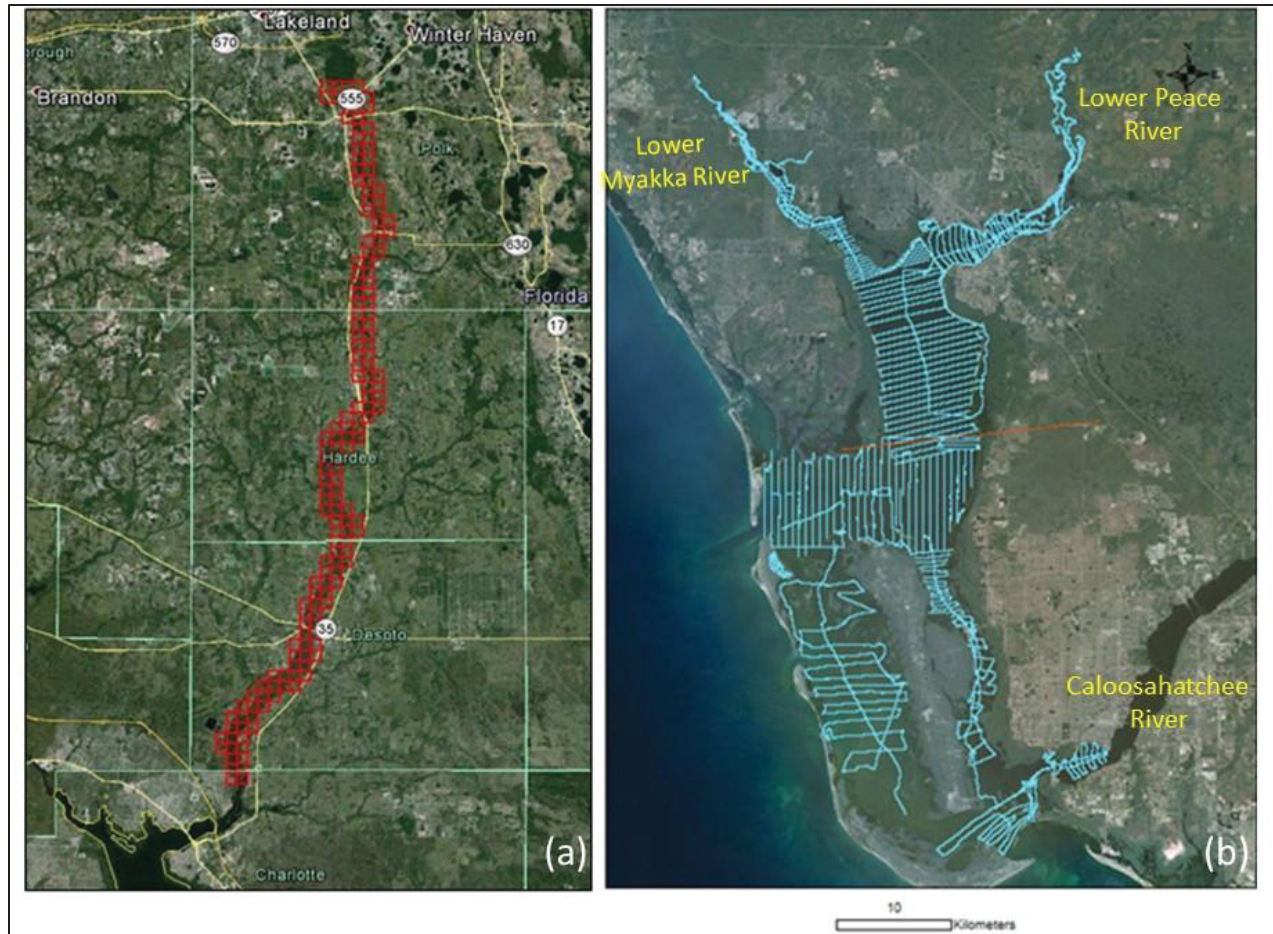 Lakeland
570
Winter Haven
orough
Brandon
555
Polk
630
Florida
17
Hardee
35
Desoto
Charlotte
(a)
N
Lower Peace
River
Lower
Myakka River
Caloosahatchee
River
(b)
10
Kilometers